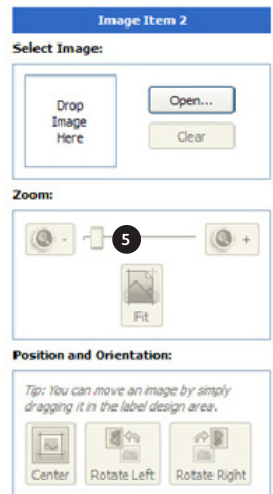 Image Item 2
Select Image:
Drop
Image
Here
Open...
Clear
Zoom:
-
5
+
Fit
Position and Orientation:
Tip: You can move an image by simply
dragging it in the label design area.
Center
Rotate Left
Rotate Right